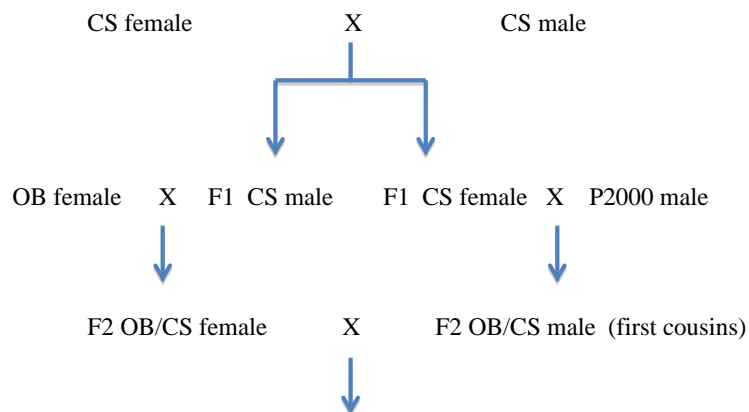 CS female X CS male
OB female X F1 CS male F1 CS female X P2000 male
F2 OB/CS female X F2 OB/CS male (first cousins)